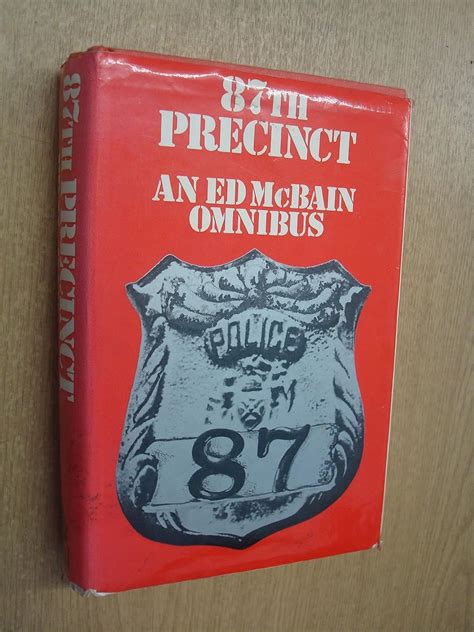 87TH PRECINCT
87TH
PRECINCT
AN ED McBAIN
OMNIBUS
POLICE
87